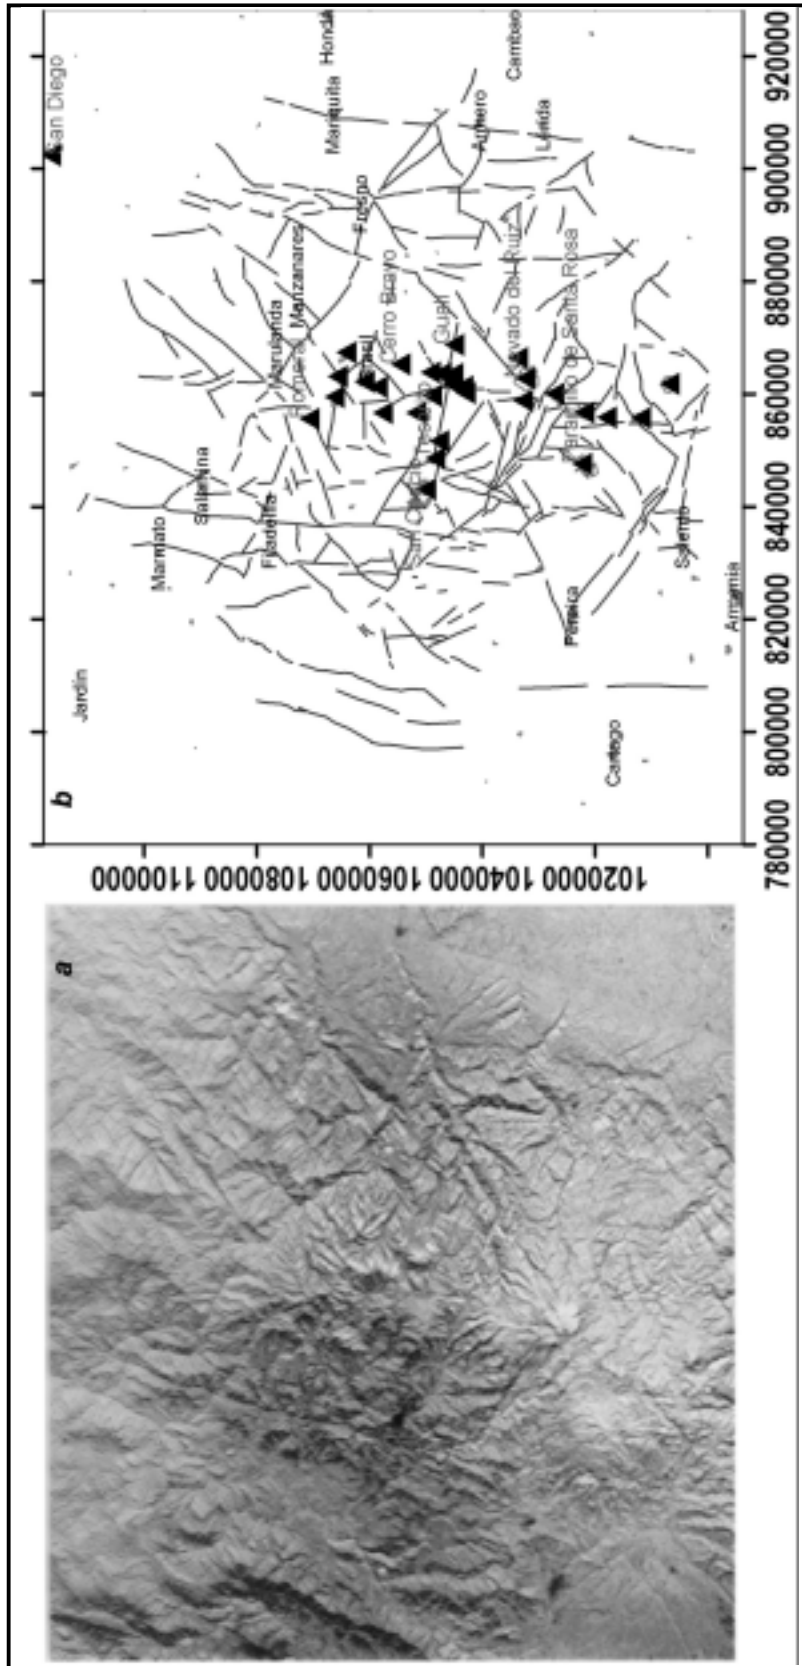 a
b
San Diego
Jardín
Honda
Mariquita
Marmato
Salamina
Marulanda
Manzanares
Fresno
Filadelfia
Cerro Bravo
Cambao
Armero
Lerida
Gualí
Nevado del Ruiz
Paramillo de Santa Rosa
Pereira
Salento
Cartago
Armenia
1100000
1080000
1060000
1040000
1020000
780000
800000
820000
840000
860000
880000
900000
920000